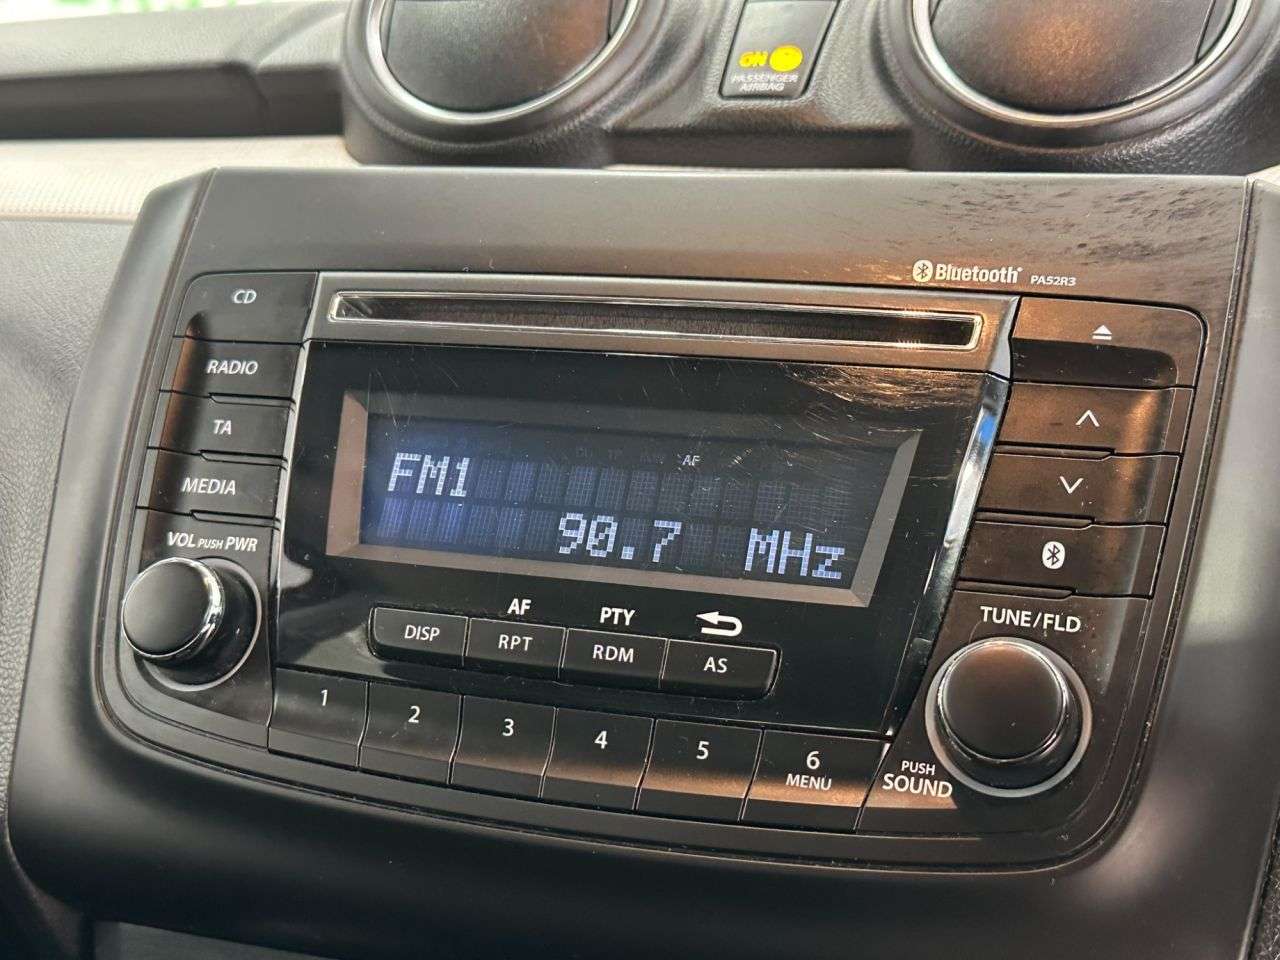 ON
PASSENGER
AIRBAG
Bluetooth PA52R3
CD
RADIO
TA
MEDIA
VOL PUSH PWR
AF
FM1
90.7 MHz
AF PTY
DISP RPT RDM AS
1 2 3 4 5 6
MENU
TUNE/FLD
PUSH
SOUND